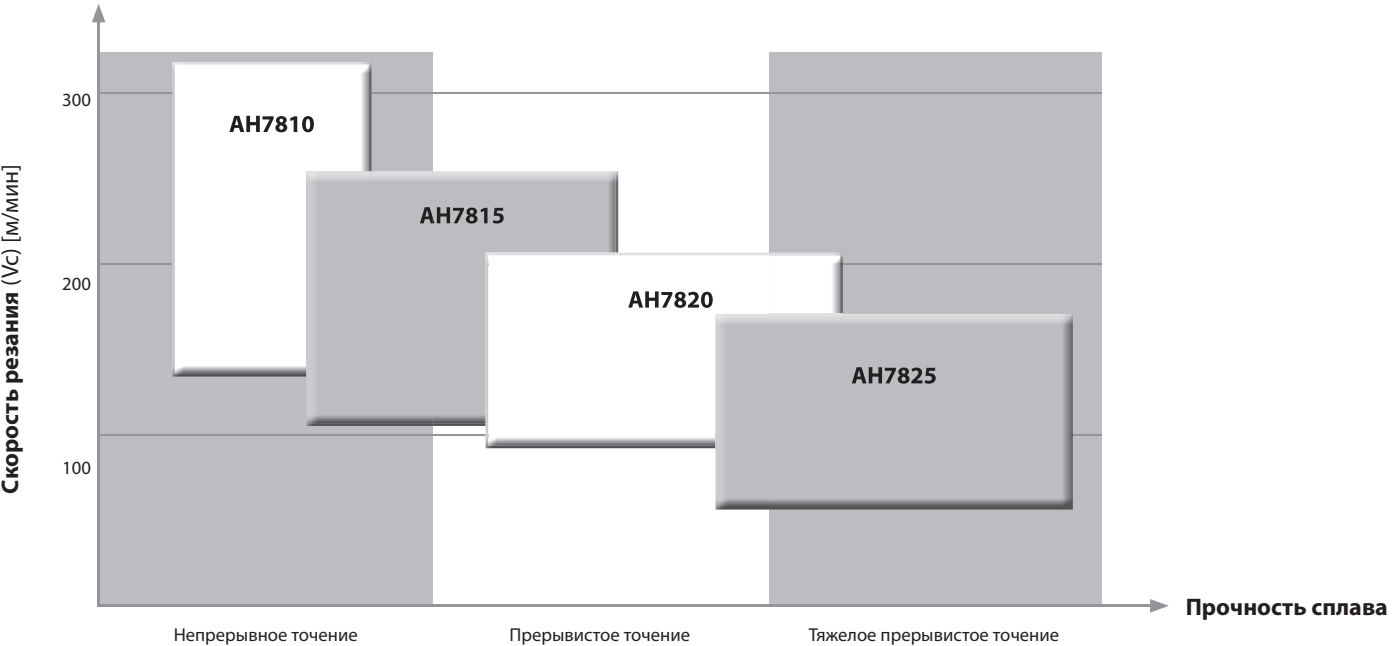 300
AH7810
Скорость резания (Vc) [м/мин]
AH7815
200
AH7820
AH7825
100
Прочность сплава
Непрерывное точение
Прерывистое точение
Тяжелое прерывистое точение